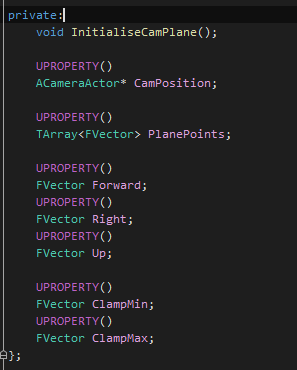 private:
void InitialiseCamPlane();
UPROPERTY()
ACameraActor* CamPosition;
UPROPERTY()
TArray<FVector> PlanePoints;
UPROPERTY()
FVector Forward;
UPROPERTY()
FVector Right;
UPROPERTY()
FVector Up;
UPROPERTY()
FVector ClampMin;
UPROPERTY()
FVector ClampMax;
};